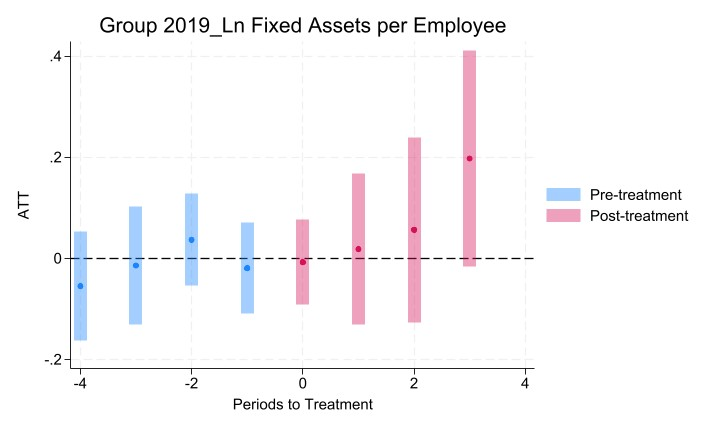 Group 2019_Ln Fixed Assets per Employee
.4
.2
0
-.2
ATT
-4
-2
0
2
4
Periods to Treatment
Pre-treatment
Post-treatment